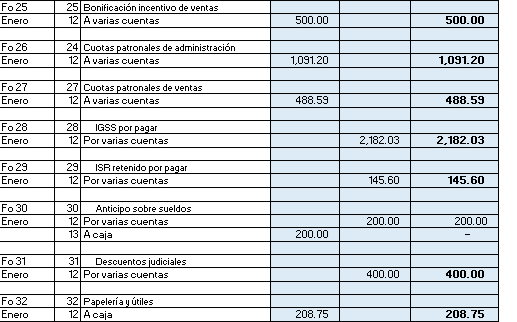 Fo 25 25 Bonificación incentivo de ventas
Enero 12 A varias cuentas 500.00 500.00
Fo 26 24 Cuotas patronales de administración
Enero 12 A varias cuentas 1,091.20 1,091.20
Fo 27 27 Cuotas patronales de ventas
Enero 12 A varias cuentas 488.59 488.59
Fo 28 28 IGSS por pagar
Enero 12 Por varias cuentas 2,182.03 2,182.03
Fo 29 29 ISR retenido por pagar
Enero 12 Por varias cuentas 145.60 145.60
Fo 30 30 Anticipo sobre sueldos
Enero 12 Por varias cuentas 200.00 200.00
13 A caja 200.00 -
Fo 31 31 Descuentos judiciales
Enero 12 Por varias cuentas 400.00 400.00
Fo 32 32 Papelería y útiles
Enero 12 A caja 208.75 208.75